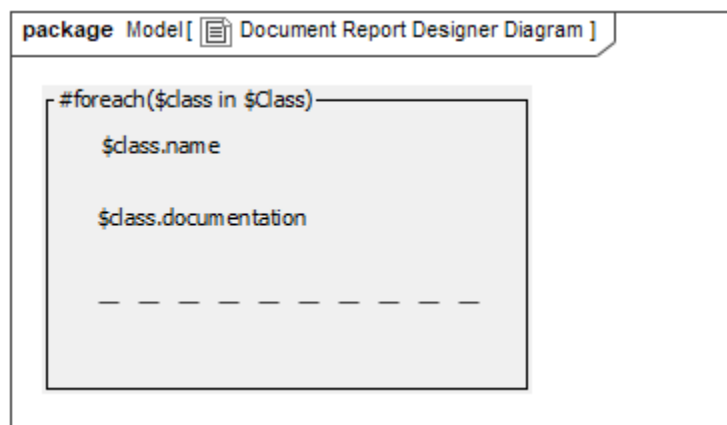 package Model[ Document Report Designer Diagram ]
#foreach($class in $Class)
$class.name
$class.documentation